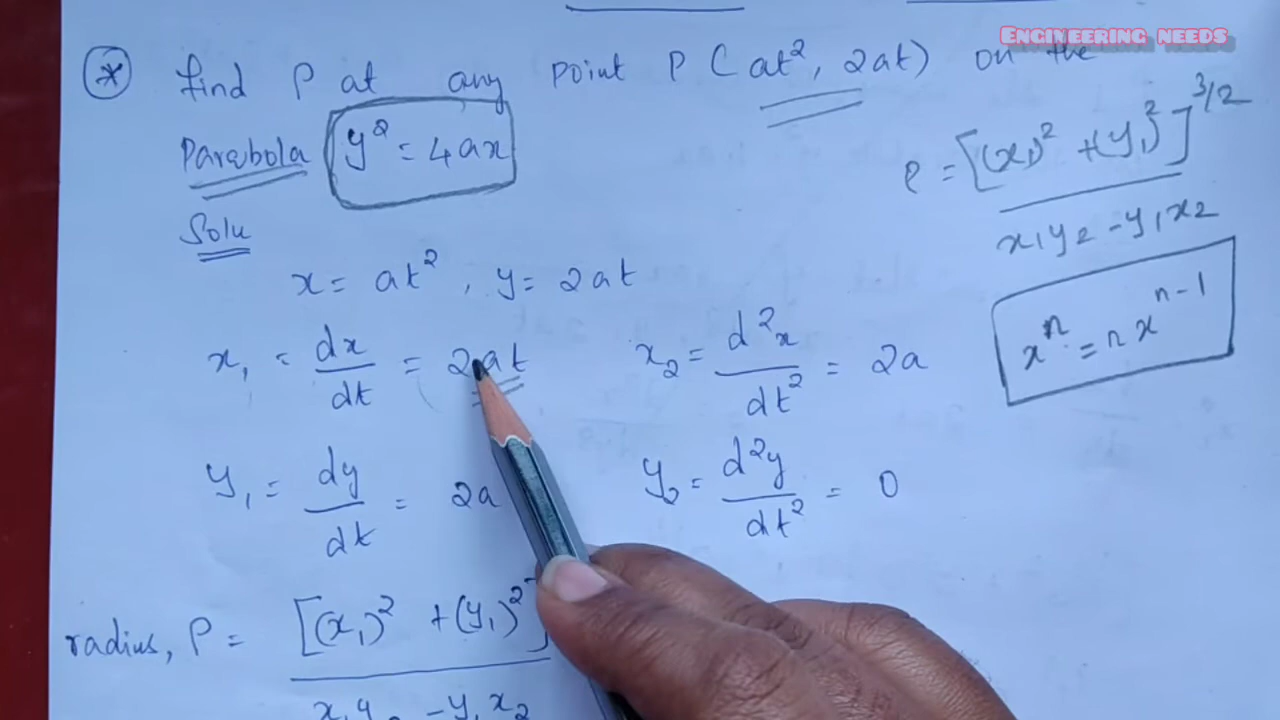 ENGINEERING NEEDS
* find ρ at any point P (at², 2at) on the
Parabola y² = 4ax
ρ = [(x₁)² + (y₁)²]^3/2 / x₁y₂ - y₁x₂
Solu
x = at², y = 2at
xⁿ = n x^n-1
x₁ = dx/dt = 2at x₂ = d²x/dt² = 2a
y₁ = dy/dt = 2a y₂ = d²y/dt² = 0
radius, ρ = [(x₁)² + (y₁)²] / x₁y₂ - y₁x₂